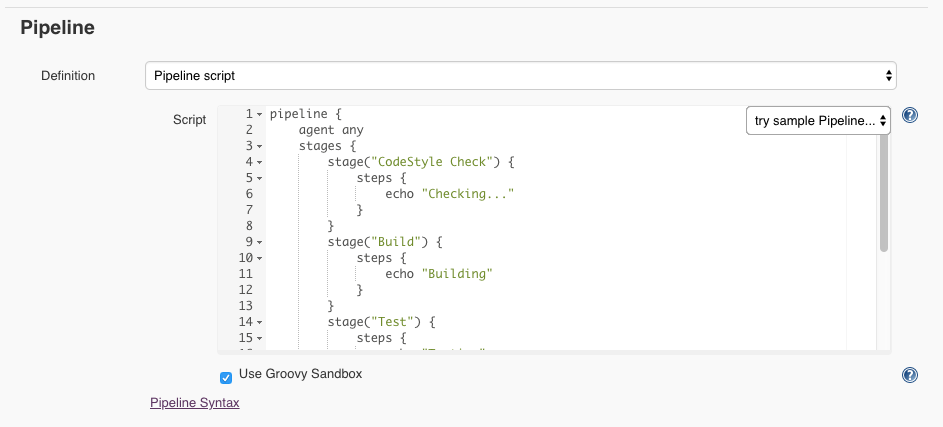 Pipeline
Definition
Pipeline script
Script
try sample Pipeline...
1 pipeline {
2     agent any
3     stages {
4         stage("CodeStyle Check") {
5             steps {
6                 echo "Checking..."
7             }
8         }
9         stage("Build") {
10             steps {
11                 echo "Building"
12             }
13         }
14         stage("Test") {
15             steps {
Use Groovy Sandbox
Pipeline Syntax